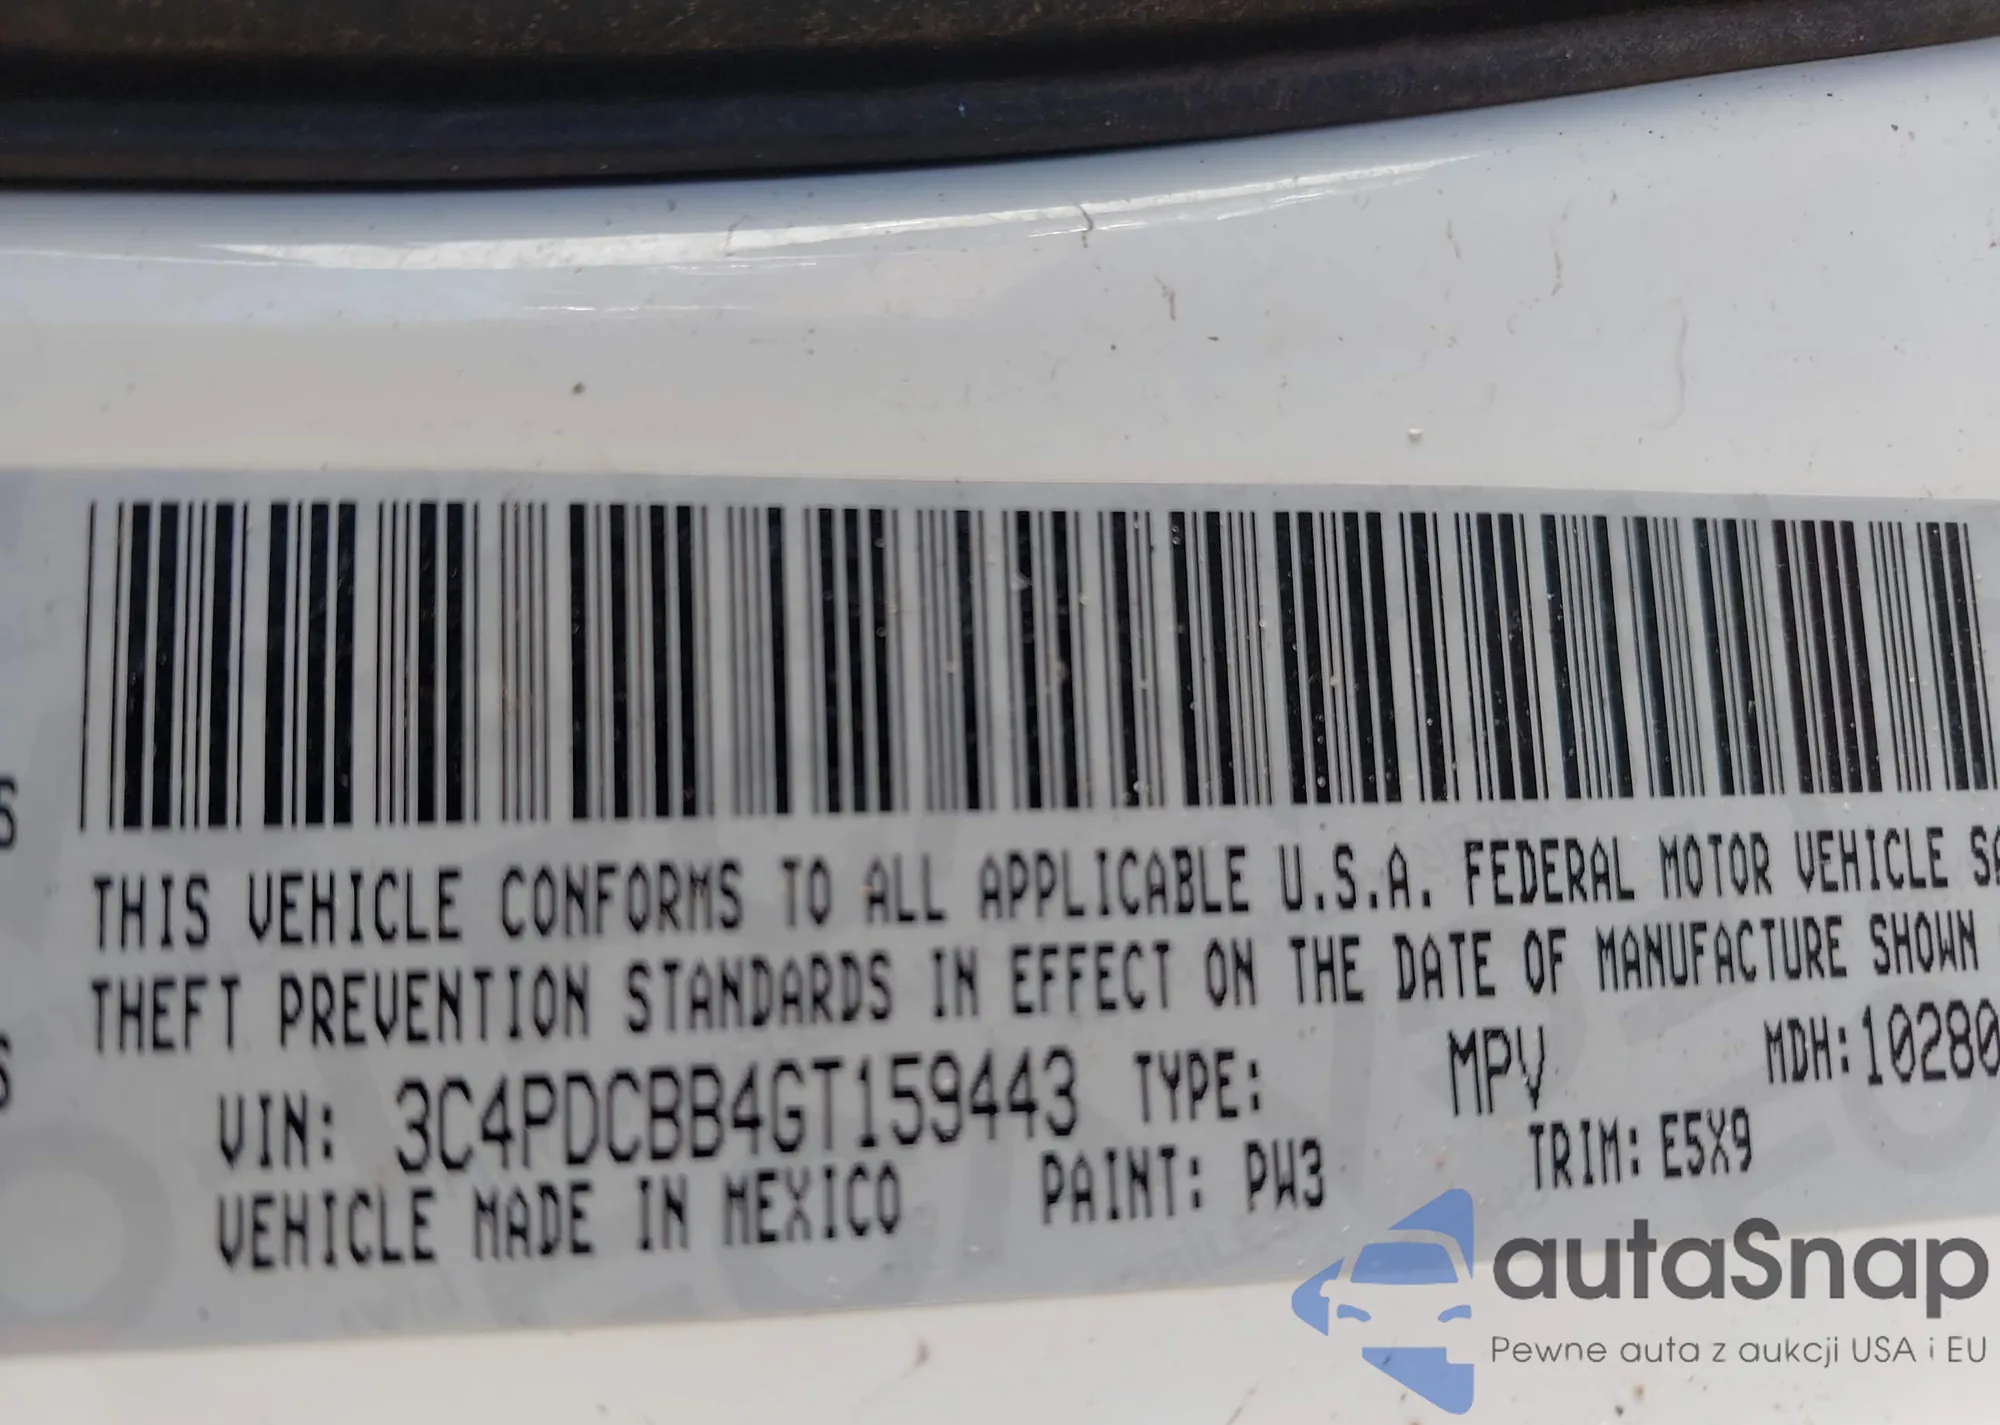 THIS VEHICLE CONFORMS TO ALL APPLICABLE U.S.A. FEDERAL MOTOR VEHICLE SA
THEFT PREVENTION STANDARDS IN EFFECT ON THE DATE OF MANUFACTURE SHOWN
VIN: 3C4PDCBB4GT159443 TYPE: MPV MDH:10280
VEHICLE MADE IN MEXICO PAINT: PW3 TRIM: E5X9
autaSnap
Pewne auta z aukcji USA i EU